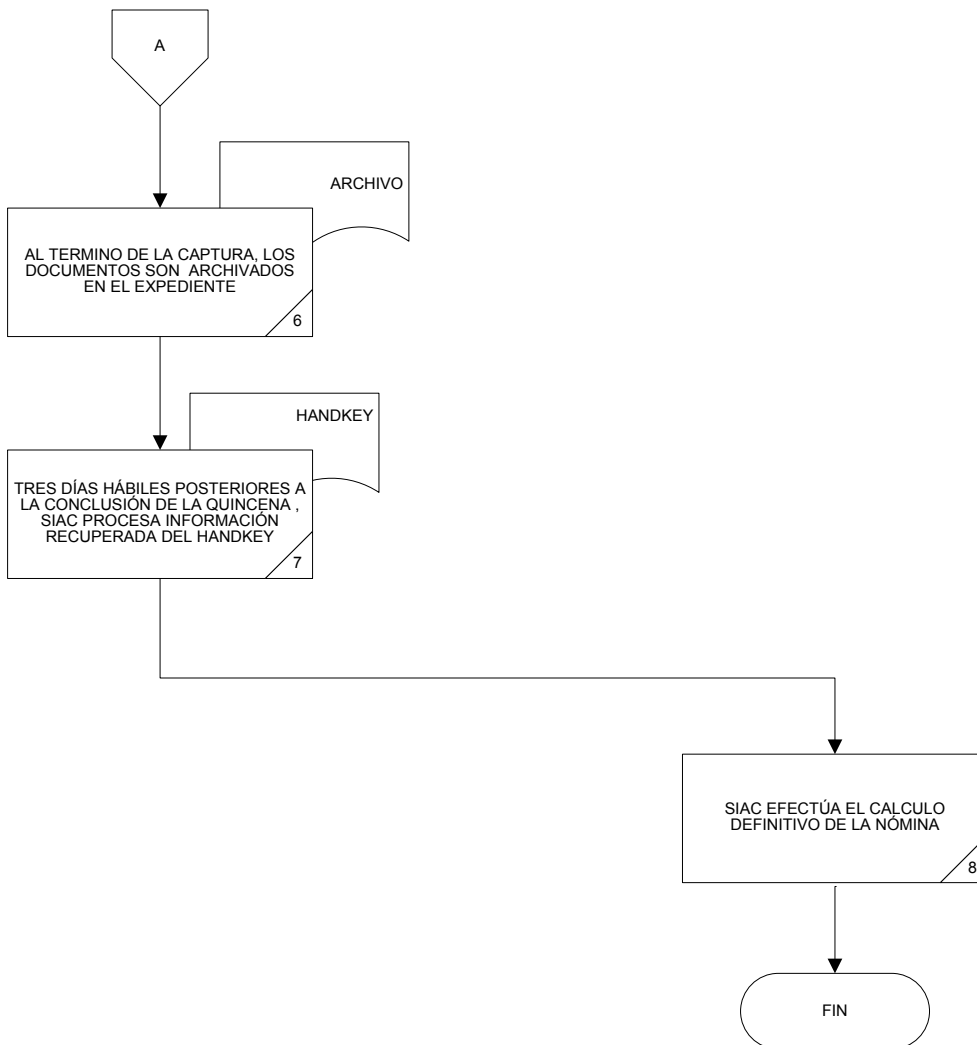 A
ARCHIVO
AL TERMINO DE LA CAPTURA, LOS
DOCUMENTOS SON  ARCHIVADOS
EN EL EXPEDIENTE
6
HANDKEY
TRES DÍAS HÁBILES POSTERIORES A
LA CONCLUSIÓN DE LA QUINCENA ,
SIAC PROCESA INFORMACIÓN
RECUPERADA DEL HANDKEY
7
SIAC EFECTÚA EL CALCULO
DEFINITIVO DE LA NÓMINA
8
FIN